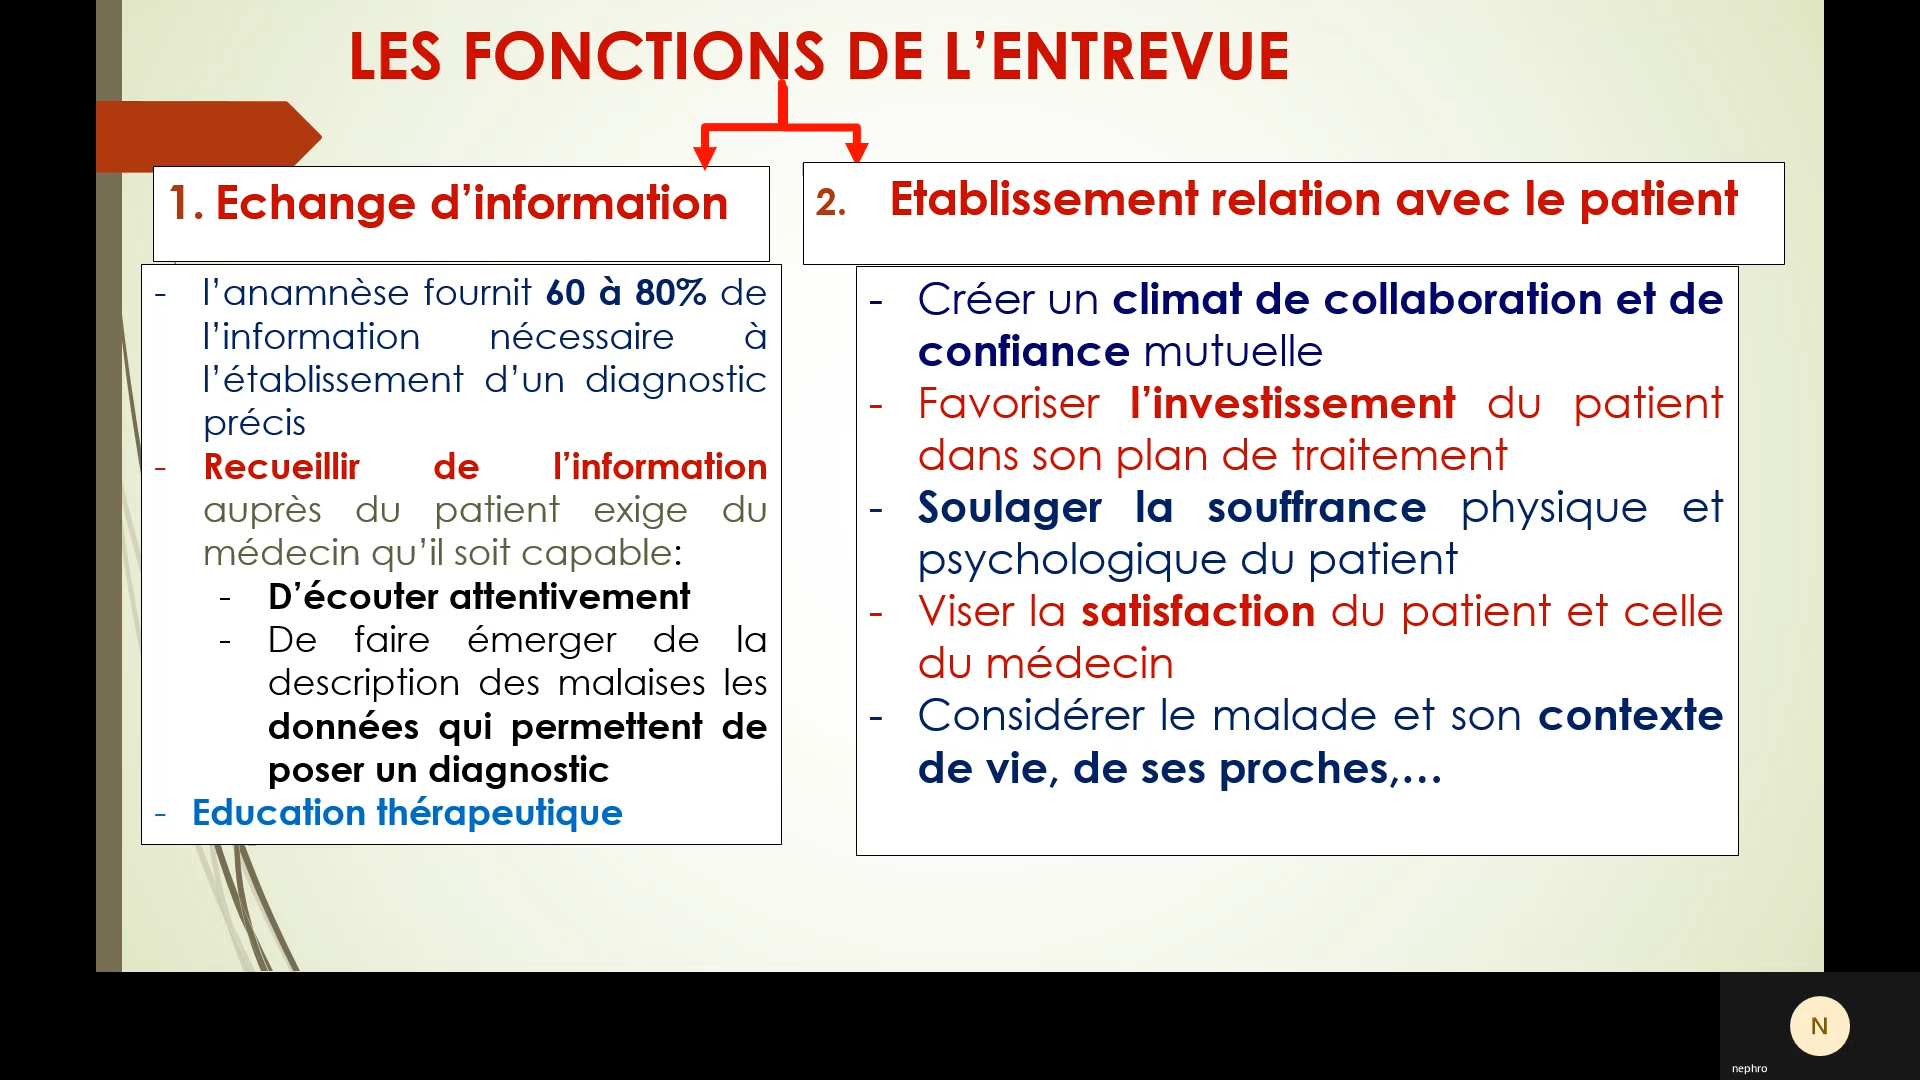 LES FONCTIONS DE L’ENTREVUE
1. Echange d’information
- l’anamnèse fournit 60 à 80% de
l’information nécessaire à
l’établissement d’un diagnostic
précis
- Recueillir de l’information
auprès du patient exige du
médecin qu’il soit capable:
- D’écouter attentivement
- De faire émerger de la
description des malaises les
données qui permettent de
poser un diagnostic
- Education thérapeutique
2. Etablissement relation avec le patient
- Créer un climat de collaboration et de
confiance mutuelle
- Favoriser l’investissement du patient
dans son plan de traitement
- Soulager la souffrance physique et
psychologique du patient
- Viser la satisfaction du patient et celle
du médecin
- Considérer le malade et son contexte
de vie, de ses proches,…
N
nephro